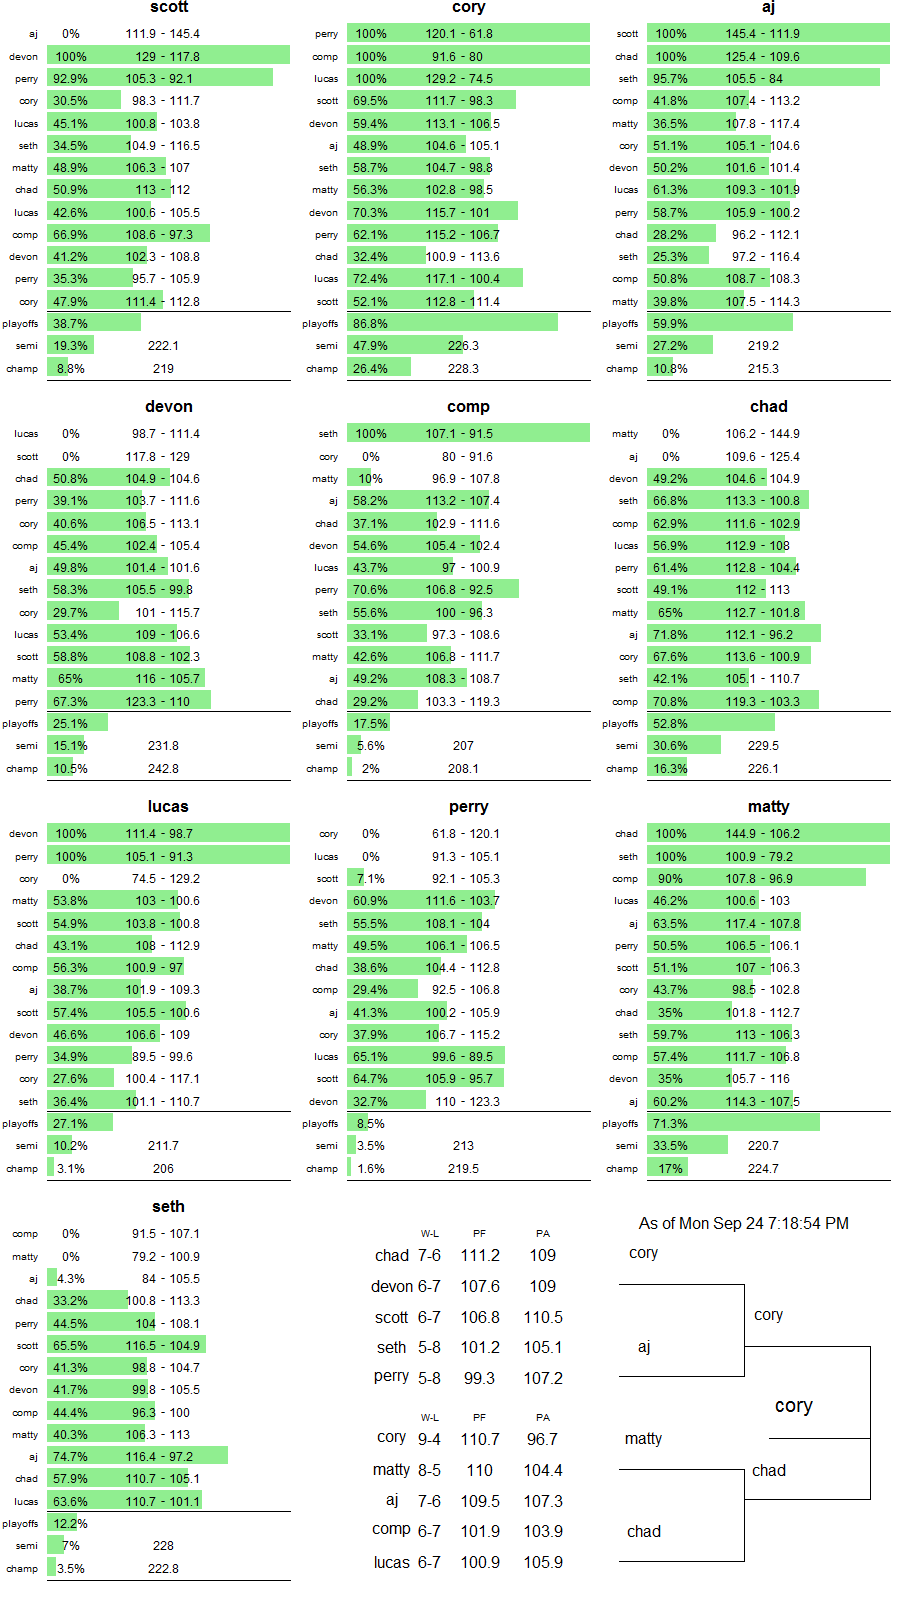 scott
aj 0% 111.9 - 145.4
devon 100% 129 - 117.8
perry 92.9% 105.3 - 92.1
cory 30.5% 98.3 - 111.7
lucas 45.1% 100.8 - 103.8
seth 34.5% 104.9 - 116.5
matty 48.9% 106.3 - 107
chad 50.9% 113 - 112
lucas 42.6% 100.6 - 105.5
comp 66.9% 108.6 - 97.3
devon 41.2% 102.3 - 108.8
perry 35.3% 95.7 - 105.9
cory 47.9% 111.4 - 112.8
playoffs 38.7%
semi 19.3% 222.1
champ 8.8% 219
cory
perry 100% 120.1 - 61.8
comp 100% 91.6 - 80
lucas 100% 129.2 - 74.5
scott 69.5% 111.7 - 98.3
devon 59.4% 113.1 - 106.5
aj 48.9% 104.6 - 105.1
seth 58.7% 104.7 - 98.8
matty 56.3% 102.8 - 98.5
devon 70.3% 115.7 - 101
perry 62.1% 115.2 - 106.7
chad 32.4% 100.9 - 113.6
lucas 72.4% 117.1 - 100.4
scott 52.1% 112.8 - 111.4
playoffs 86.8%
semi 47.9% 226.3
champ 26.4% 228.3
aj
scott 100% 145.4 - 111.9
chad 100% 125.4 - 109.6
seth 95.7% 105.5 - 84
comp 41.8% 107.4 - 113.2
matty 36.5% 107.8 - 117.4
cory 51.1% 105.1 - 104.6
devon 50.2% 101.6 - 101.4
lucas 61.3% 109.3 - 101.9
perry 58.7% 105.9 - 100.2
chad 28.2% 96.2 - 112.1
seth 25.3% 97.2 - 116.4
comp 50.8% 108.7 - 108.3
matty 39.8% 107.5 - 114.3
playoffs 59.9%
semi 27.2% 219.2
champ 10.8% 215.3
devon
lucas 0% 98.7 - 111.4
scott 0% 117.8 - 129
chad 50.8% 104.9 - 104.6
perry 39.1% 103.7 - 111.6
cory 40.6% 106.5 - 113.1
comp 45.4% 102.4 - 105.4
aj 49.8% 101.4 - 101.6
seth 58.3% 105.5 - 99.8
cory 29.7% 101 - 115.7
lucas 53.4% 109 - 106.6
scott 58.8% 108.8 - 102.3
matty 65% 116 - 105.7
perry 67.3% 123.3 - 110
playoffs 25.1%
semi 15.1% 231.8
champ 10.5% 242.8
comp
seth 100% 107.1 - 91.5
cory 0% 80 - 91.6
matty 10% 96.9 - 107.8
aj 58.2% 113.2 - 107.4
chad 37.1% 102.9 - 111.6
devon 54.6% 105.4 - 102.4
lucas 43.7% 97 - 100.9
perry 70.6% 106.8 - 92.5
seth 55.6% 100 - 96.3
scott 33.1% 97.3 - 108.6
matty 42.6% 106.8 - 111.7
aj 49.2% 108.3 - 108.7
chad 29.2% 103.3 - 119.3
playoffs 17.5%
semi 5.6% 207
champ 2% 208.1
chad
matty 0% 106.2 - 144.9
aj 0% 109.6 - 125.4
devon 49.2% 104.6 - 104.9
seth 66.8% 113.3 - 100.8
comp 62.9% 111.6 - 102.9
lucas 56.9% 112.9 - 108
perry 61.4% 112.8 - 104.4
scott 49.1% 112 - 113
matty 65% 112.7 - 101.8
aj 71.8% 112.1 - 96.2
cory 67.6% 113.6 - 100.9
seth 42.1% 105.1 - 110.7
comp 70.8% 119.3 - 103.3
playoffs 52.8%
semi 30.6% 229.5
champ 16.3% 226.1
lucas
devon 100% 111.4 - 98.7
perry 100% 105.1 - 91.3
cory 0% 74.5 - 129.2
matty 53.8% 103 - 100.6
scott 54.9% 103.8 - 100.8
chad 43.1% 108 - 112.9
comp 56.3% 100.9 - 97
aj 38.7% 101.9 - 109.3
scott 57.4% 105.5 - 100.6
devon 46.6% 106.6 - 109
perry 34.9% 89.5 - 99.6
cory 27.6% 100.4 - 117.1
seth 36.4% 101.1 - 110.7
playoffs 27.1%
semi 10.2% 211.7
champ 3.1% 206
perry
cory 0% 61.8 - 120.1
lucas 0% 91.3 - 105.1
scott 7.1% 92.1 - 105.3
devon 60.9% 111.6 - 103.7
seth 55.5% 108.1 - 104
matty 49.5% 106.1 - 106.5
chad 38.6% 104.4 - 112.8
comp 29.4% 92.5 - 106.8
aj 41.3% 100.2 - 105.9
cory 37.9% 106.7 - 115.2
lucas 65.1% 99.6 - 89.5
scott 64.7% 105.9 - 95.7
devon 32.7% 110 - 123.3
playoffs 8.5%
semi 3.5% 213
champ 1.6% 219.5
matty
chad 100% 144.9 - 106.2
seth 100% 100.9 - 79.2
comp 90% 107.8 - 96.9
lucas 46.2% 100.6 - 103
aj 63.5% 117.4 - 107.8
perry 50.5% 106.5 - 106.1
scott 51.1% 107 - 106.3
cory 43.7% 98.5 - 102.8
chad 35% 101.8 - 112.7
seth 59.7% 113 - 106.3
comp 57.4% 111.7 - 106.8
devon 35% 105.7 - 116
aj 60.2% 114.3 - 107.5
playoffs 71.3%
semi 33.5% 220.7
champ 17% 224.7
seth
comp 0% 91.5 - 107.1
matty 0% 79.2 - 100.9
aj 4.3% 84 - 105.5
chad 33.2% 100.8 - 113.3
perry 44.5% 104 - 108.1
scott 65.5% 116.5 - 104.9
cory 41.3% 98.8 - 104.7
devon 41.7% 99.8 - 105.5
comp 44.4% 96.3 - 100
matty 40.3% 106.3 - 113
aj 74.7% 116.4 - 97.2
chad 57.9% 110.7 - 105.1
lucas 63.6% 110.7 - 101.1
playoffs 12.2%
semi 7% 228
champ 3.5% 222.8
W-L PF PA
chad 7-6 111.2 109
devon 6-7 107.6 109
scott 6-7 106.8 110.5
seth 5-8 101.2 105.1
perry 5-8 99.3 107.2
W-L PF PA
cory 9-4 110.7 96.7
matty 8-5 110 104.4
aj 7-6 109.5 107.3
comp 6-7 101.9 103.9
lucas 6-7 100.9 105.9
As of Mon Sep 24 7:18:54 PM
cory
cory
aj
cory
matty
chad
chad